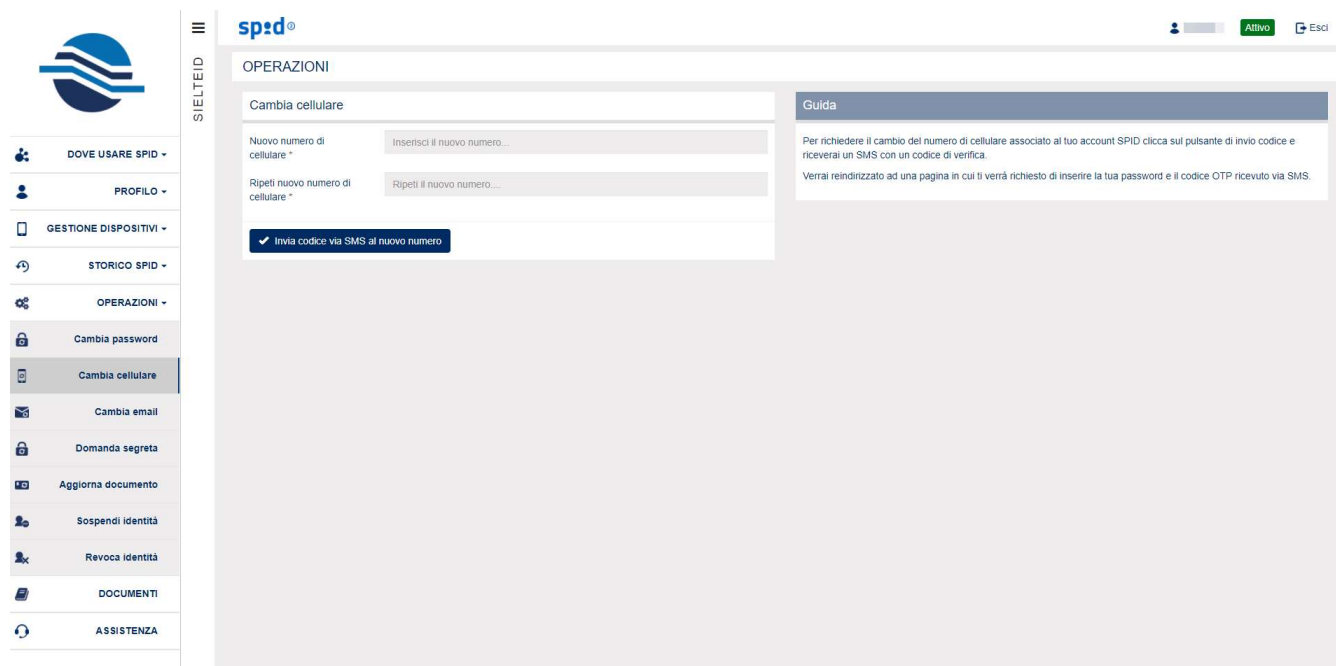 spid
Attivo
Esci
SIELTEID
OPERAZIONI
DOVE USARE SPID
PROFILO
GESTIONE DISPOSITIVI
STORICO SPID
OPERAZIONI
Cambia password
Cambia cellulare
Cambia email
Domanda segreta
Aggiorna documento
Sospendi identità
Revoca identità
DOCUMENTI
ASSISTENZA
Cambia cellulare
Nuovo numero di
cellulare *
Inserisci il nuovo numero...
Ripeti nuovo numero di
cellulare *
Ripeti il nuovo numero....
Invia codice via SMS al nuovo numero
Guida
Per richiedere il cambio del numero di cellulare associato al tuo account SPID clicca sul pulsante di invio codice e
riceverai un SMS con un codice di verifica.
Verrai reindirizzato ad una pagina in cui ti verrà richiesto di inserire la tua password e il codice OTP ricevuto via SMS.